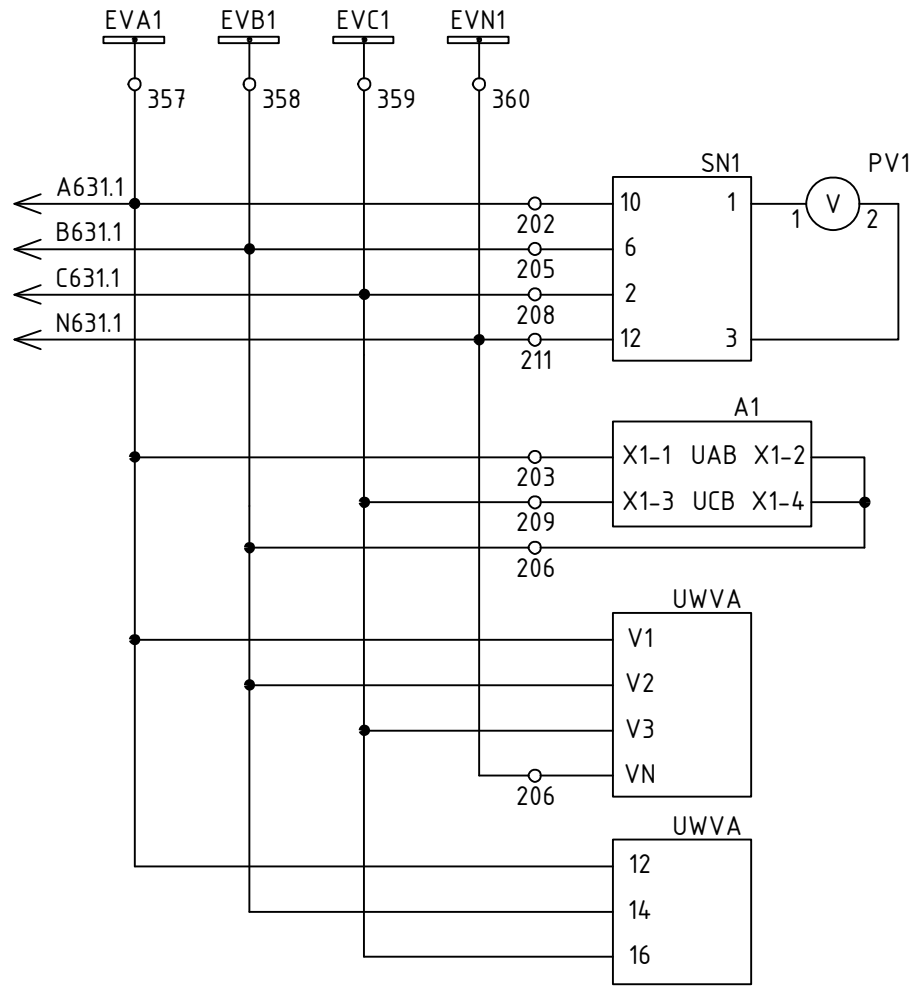 EVA1 EVB1 EVC1 EVN1
357 358 359 360
SN1 PV1
A631.1 10 1 V
202 1 2
B631.1 6
205
C631.1 2
208
N631.1 12 3
211
A1
X1-1 UAB X1-2
203
X1-3 UCB X1-4
209
206
UWVA
V1
V2
V3
VN
206
UWVA
12
14
16